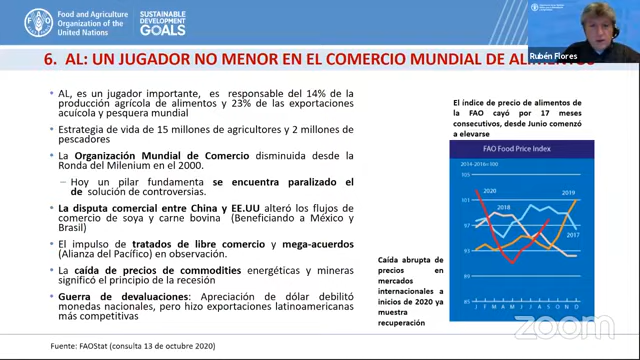 Food and Agriculture
Organization of the
United Nations
SUSTAINABLE
DEVELOPMENT
GOALS
Rubén Flores
6. AL: UN JUGADOR NO MENOR EN EL COMERCIO MUNDIAL DE ALIMENTOS
• AL, es un jugador importante, es responsable del 14% de la
producción agrícola de alimentos y 23% de las exportaciones
acuícola y pesquera mundial
• Estrategia de vida de 15 millones de agricultores y 2 millones de
pescadores
• La Organización Mundial de Comercio disminuida desde la
Ronda del Milenium en el 2000.
– Hoy un pilar fundamenta se encuentra paralizado el
de solución de controversias.
• La disputa comercial entre China y EE.UU alteró los flujos de
comercio de soya y carne bovina (Beneficiando a México y
Brasil)
• El impulso de tratados de libre comercio y mega-acuerdos
(Alianza del Pacífico) en observación.
• La caída de precios de commodities energéticas y mineras
significó el principio de la recesión
• Guerra de devaluaciones: Apreciación de dólar debilitó
monedas nacionales, pero hizo exportaciones latinoamericanas
más competitivas
El índice de precio de alimentos de
la FAO cayó por 17 meses
consecutivos, desde Junio comenzó
a elevarse
FAO Food Price Index
2014-2016=100
105
101
97
93
89
85
2020
2019
2018
2017
J F M A M J J A S O N D
Caída abrupta de
precios en
mercados
internacionales a
inicios de 2020 ya
muestra
recuperación
zoom
Fuente: FAOStat (consulta 13 de octubre 2020)